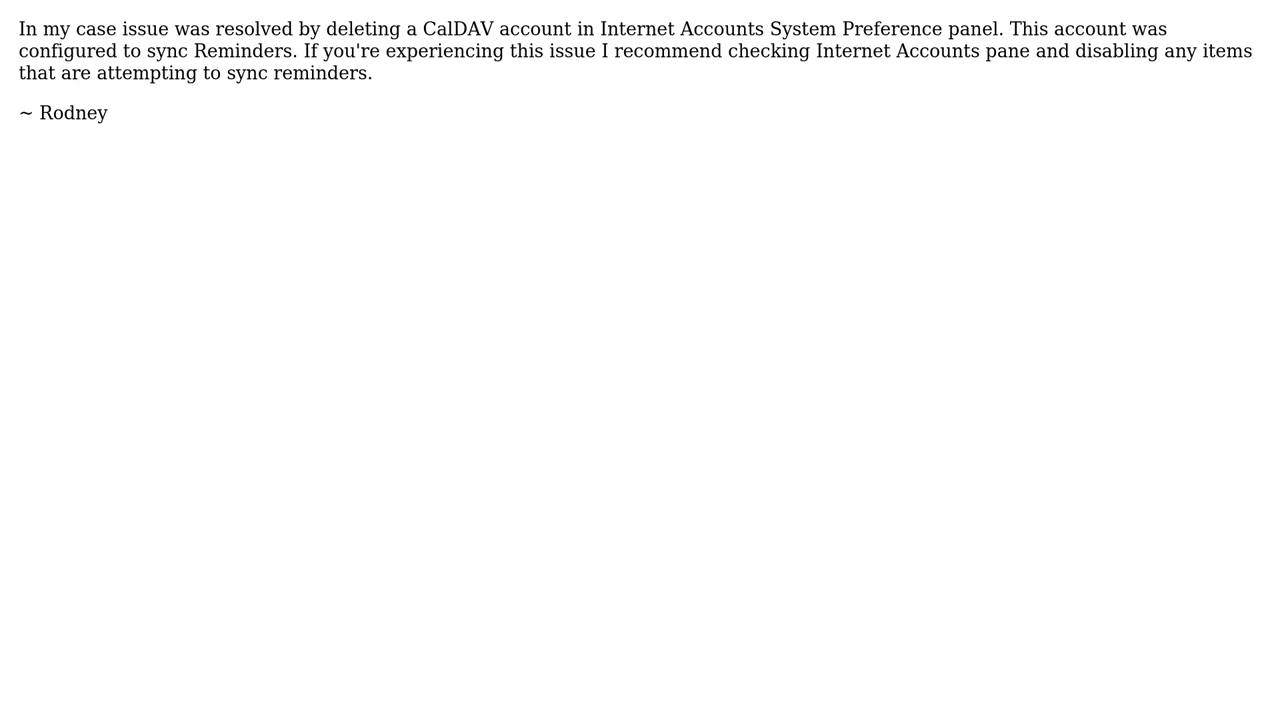 In my case issue was resolved by deleting a CalDAV account in Internet Accounts System Preference panel. This account was
configured to sync Reminders. If you're experiencing this issue I recommend checking Internet Accounts pane and disabling any items
that are attempting to sync reminders.
~ Rodney